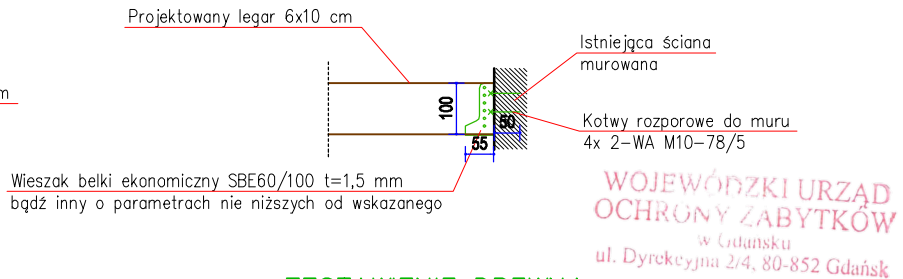 Projektowany legar 6x10 cm
Istniejąca ściana
murowana
m
100
50
55
Kotwy rozporowe do muru
4x 2-WA M10-78/5
Wieszak belki ekonomiczny SBE60/100 t=1,5 mm
bądź inny o parametrach nie niższych od wskazanego
WOJEWÓDZKI URZĄD
OCHRONY ZABYTKÓW
w Gdańsku
ul. Dyrekcyjna 2/4, 80-852 Gdańsk